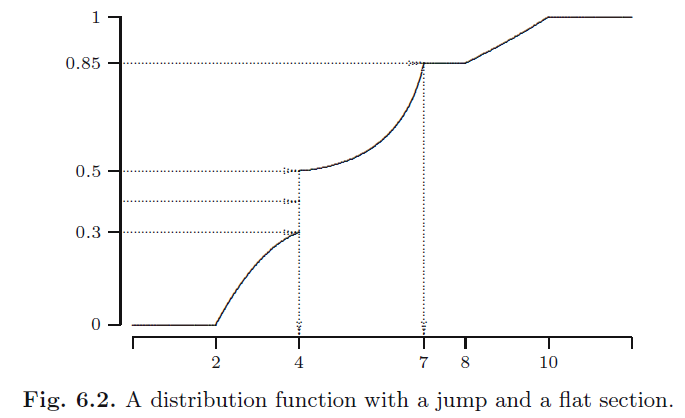 1
0.85
0.5
0.3
0
2 4 7 8 10
Fig. 6.2. A distribution function with a jump and a flat section.